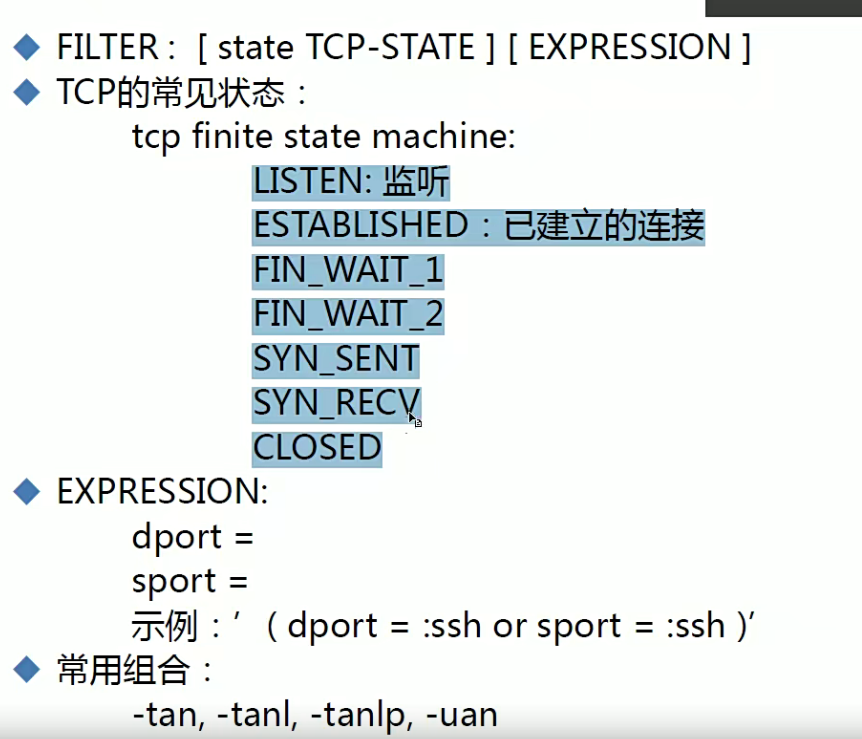 FILTER : [ state TCP-STATE ] [ EXPRESSION ]
TCP的常见状态：
tcp finite state machine:
LISTEN: 监听
ESTABLISHED：已建立的连接
FIN_WAIT_1
FIN_WAIT_2
SYN_SENT
SYN_RECV
CLOSED
EXPRESSION:
dport =
sport =
示例：’ ( dport = :ssh or sport = :ssh )’
常用组合：
-tan, -tanl, -tanlp, -uan